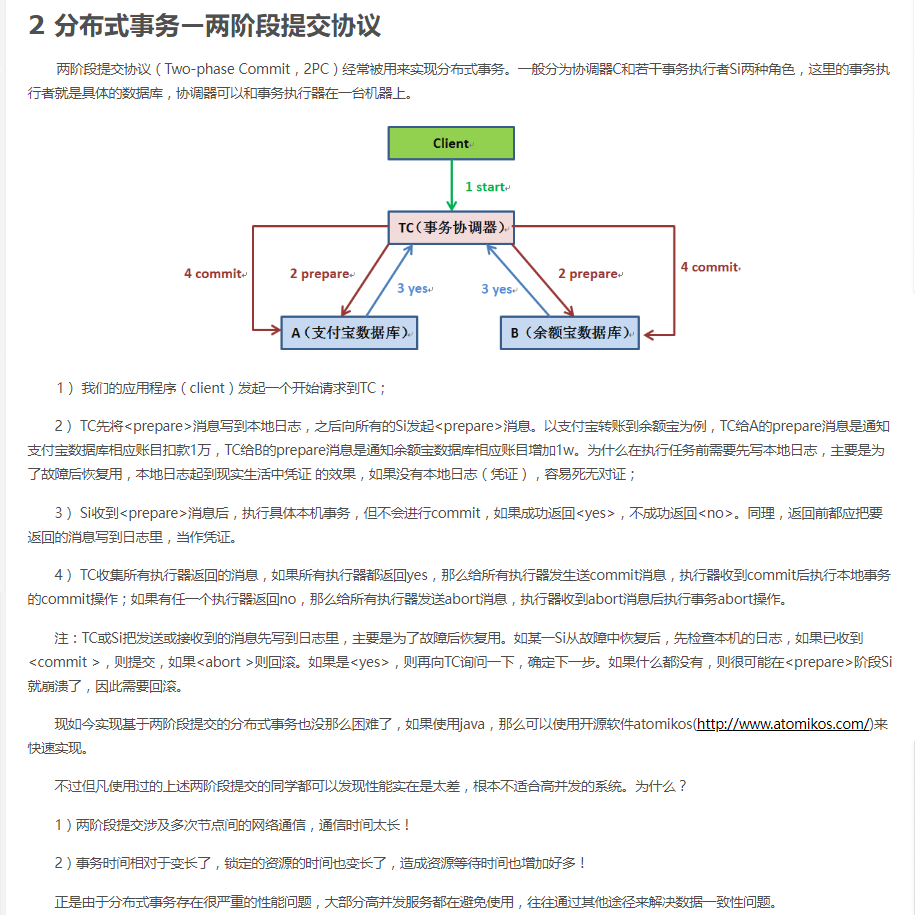 2 分布式事务—两阶段提交协议
两阶段提交协议（Two-phase Commit，2PC）经常被用来实现分布式事务。一般分为协调器C和若干事务执行者Si两种角色，这里的事务执
行者就是具体的数据库，协调器可以和事务执行器在一台机器上。
Client
1 start
TC（事务协调器）
4 commit
2 prepare
3 yes
3 yes
2 prepare
4 commit
A（支付宝数据库）
B（余额宝数据库）
1） 我们的应用程序（client）发起一个开始请求到TC；
2） TC先将<prepare>消息写到本地日志，之后向所有的Si发起<prepare>消息。以支付宝转账到余额宝为例，TC给A的prepare消息是通知
支付宝数据库相应账目扣款1万，TC给B的prepare消息是通知余额宝数据库相应账目增加1w。为什么在执行任务前需要先写本地日志，主要是为
了故障后恢复用，本地日志起到现实生活中凭证 的效果，如果没有本地日志（凭证），容易死无对证；
3） Si收到<prepare>消息后，执行具体本机事务，但不会进行commit，如果成功返回<yes>，不成功返回<no>。同理，返回前都应把要
返回的消息写到日志里，当作凭证。
4） TC收集所有执行器返回的消息，如果所有执行器都返回yes，那么给所有执行器发生送commit消息，执行器收到commit后执行本地事务
的commit操作；如果有任一个执行器返回no，那么给所有执行器发送abort消息，执行器收到abort消息后执行事务abort操作。
注：TC或Si把发送或接收到的消息先写到日志里，主要是为了故障后恢复用。如某一Si从故障中恢复后，先检查本机的日志，如果已收到
<commit >，则提交，如果<abort >则回滚。如果是<yes>，则再向TC询问一下，确定下一步。如果什么都没有，则很可能在<prepare>阶段Si
就崩溃了，因此需要回滚。
现如今实现基于两阶段提交的分布式事务也没那么困难了，如果使用java，那么可以使用开源软件atomikos(http://www.atomikos.com/)来
快速实现。
不过但凡使用过的上述两阶段提交的同学都可以发现性能实在是太差，根本不适合高并发的系统。为什么？
1）两阶段提交涉及多次节点间的网络通信，通信时间太长！
2）事务时间相对于变长了，锁定的资源的时间也变长了，造成资源等待时间也增加好多！
正是由于分布式事务存在很严重的性能问题，大部分高并发服务都在避免使用，往往通过其他途径来解决数据一致性问题。